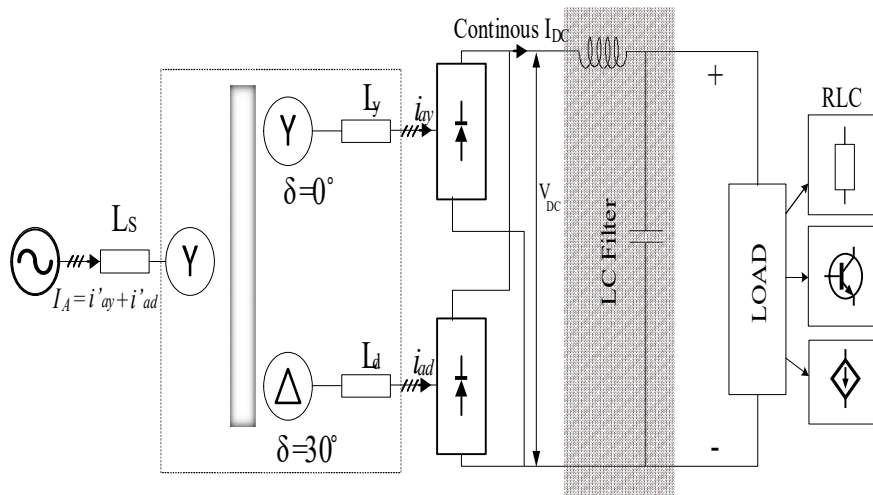 Continous I_DC
L_y
i_ay
Y
δ=0°
L_S
Y
I_A=i'_ay+i'_ad
L_d
i_ad
Δ
δ=30°
V_DC
LC Filter
+
-
LOAD
RLC